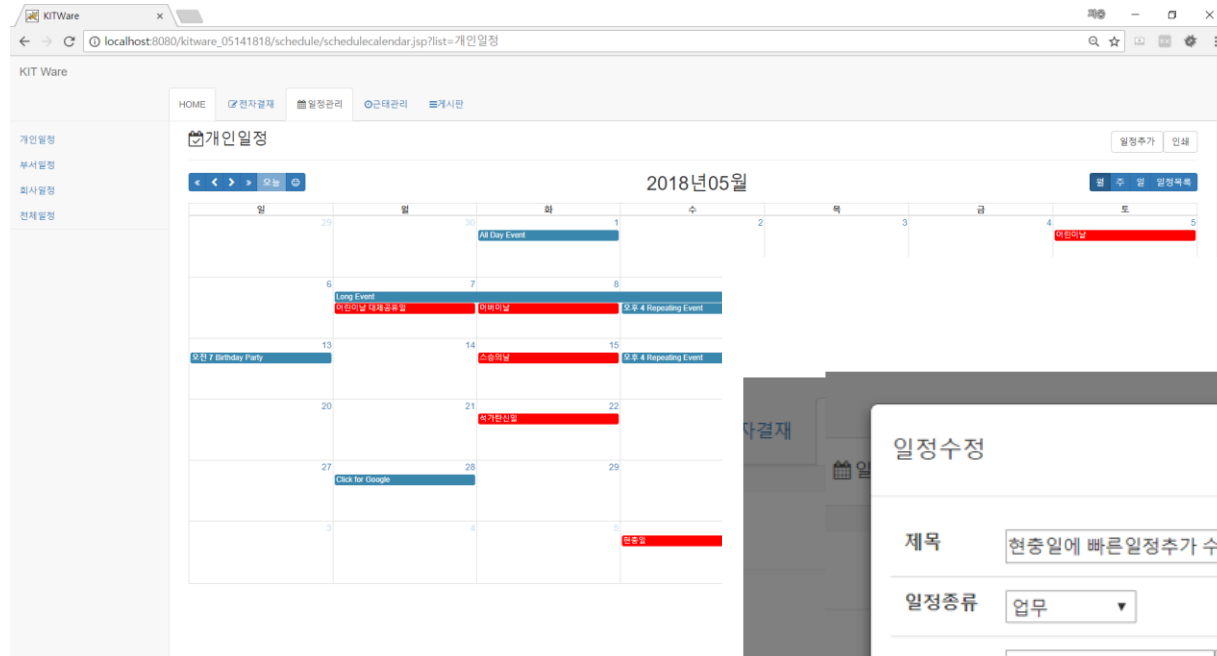 KITWare
localhost:8080/kitware_05141818/schedule/schedulecalendar.jsp?list=개인일정
KIT Ware
HOME 전자결재 일정관리 근태관리 게시판
개인일정
부서일정
회사일정
전체일정
개인일정
일정추가 인쇄
« ‹ › » 오늘
2018년05월
월 주 일 일정목록
일 월 화 수 목 금 토
29 30 1 2 3 4 5
All Day Event 어린이날
6 7 8
Long Event
어린이날 대체공휴일 어버이날 오후 4 Repeating Event
13 14 15
오전 7 Birthday Party 스승의날 오후 4 Repeating Event
20 21 22
석가탄신일
27 28 29
Click for Google
3 4 5
현충일
자결재
일
일정수정
제목 현충일에 빠른일정추가 수
일정종류 업무